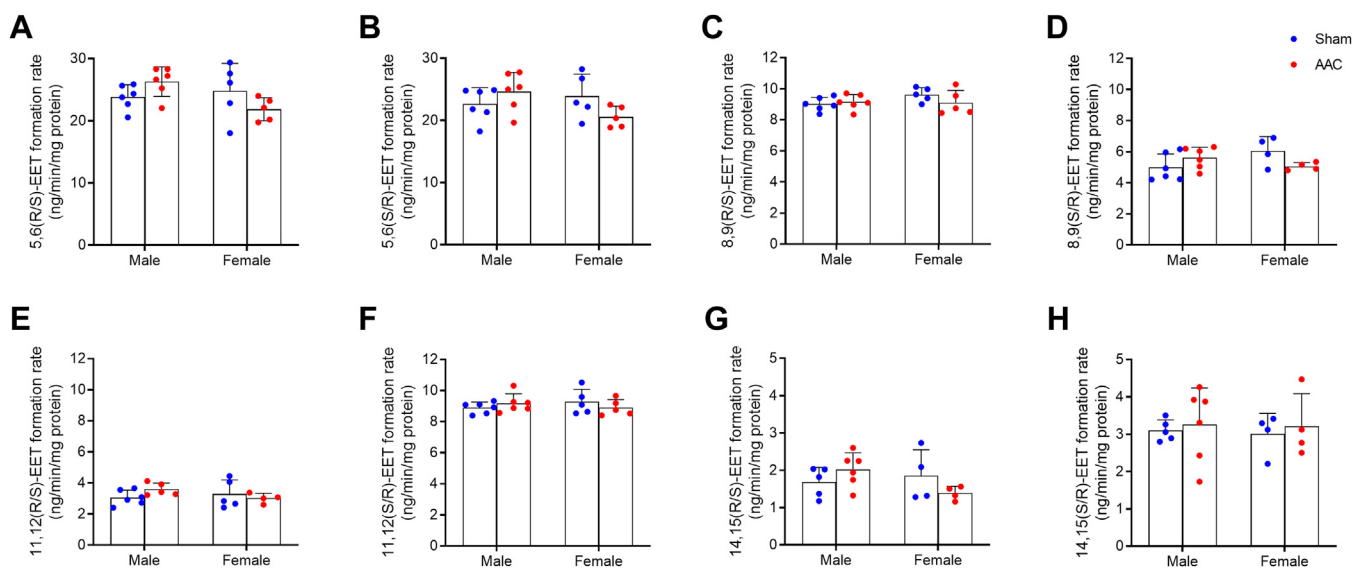 A
5,6(R/S)-EET formation rate
(ng/min/mg protein)
30
20
10
0
Male
Female
B
5,6(S/R)-EET formation rate
(ng/min/mg protein)
30
20
10
0
Male
Female
C
8,9(R/S)-EET formation rate
(ng/min/mg protein)
12
10
8
6
4
2
0
Male
Female
D
8,9(S/R)-EET formation rate
(ng/min/mg protein)
12
10
8
6
4
2
0
Male
Female
Sham
AAC
E
11,12(R/S)-EET formation rate
(ng/min/mg protein)
12
10
8
6
4
2
0
Male
Female
F
11,12(S/R)-EET formation rate
(ng/min/mg protein)
12
10
8
6
4
2
0
Male
Female
G
14,15(R/S)-EET formation rate
(ng/min/mg protein)
5
4
3
2
1
0
Male
Female
H
14,15(S/R)-EET formation rate
(ng/min/mg protein)
5
4
3
2
1
0
Male
Female